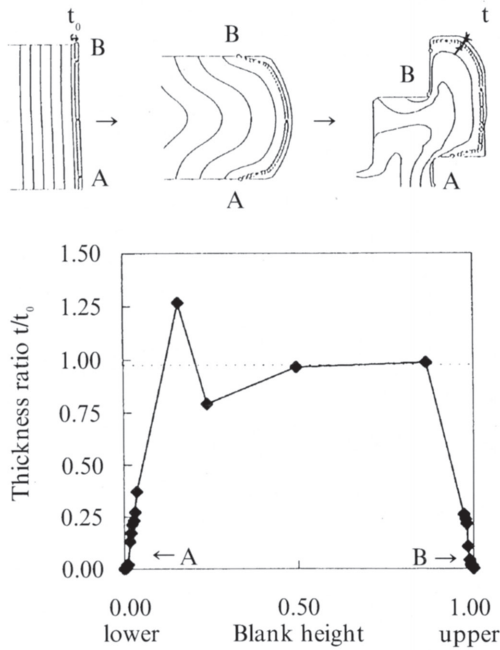 t₀
t
B
B
B
A
A
A
→
→
1.50
1.25
1.00
0.75
0.50
0.25
0.00
Thickness ratio t/t₀
← A
B →
0.00 0.50 1.00
lower Blank height upper